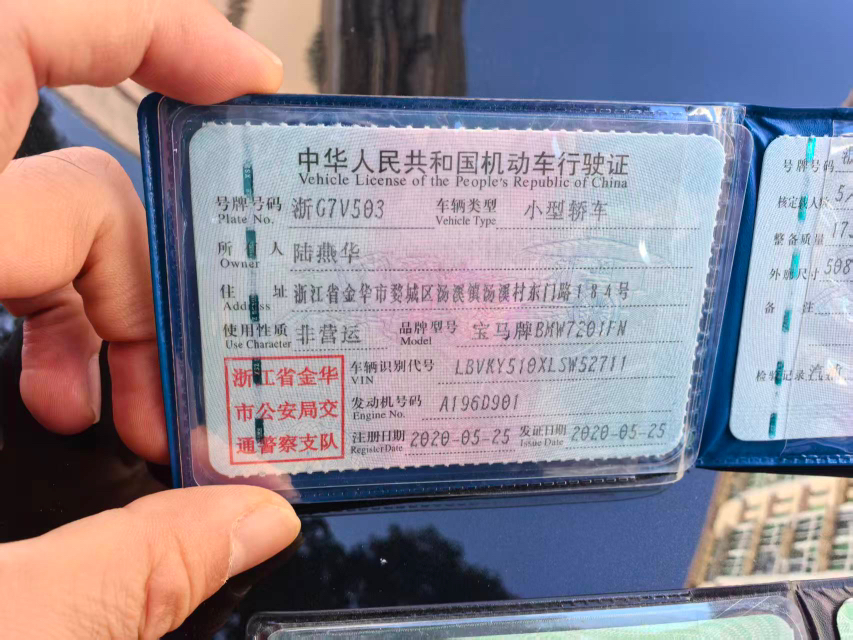 中华人民共和国机动车行驶证
Vehicle License of the People's Republic of China
号牌号码 Plate No. 浙G7V503 车辆类型 Vehicle Type 小型轿车
所有人 Owner 陆燕华
住址 Address 浙江省金华市婺城区汤溪镇汤溪村东门路184号
使用性质 Use Character 非营运 品牌型号 Model 宝马牌BMW7201FN
浙江省金华
市公安局交
通警察支队
车辆识别代号 VIN LBVKY510XLSW52711
发动机号码 Engine No. A196D901
注册日期 Register Date 2020-05-25 发证日期 Issue Date 2020-05-25
号牌号码 浙
核定载人数 5
整备质量 173
外廓尺寸 508
备注
检验记录 汽油